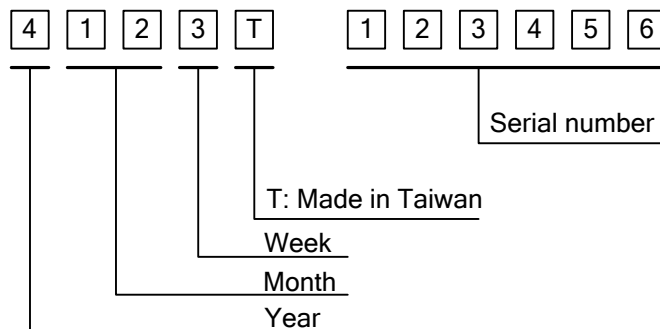 4 1 2 3 T 1 2 3 4 5 6
Serial number
T: Made in Taiwan
Week
Month
Year